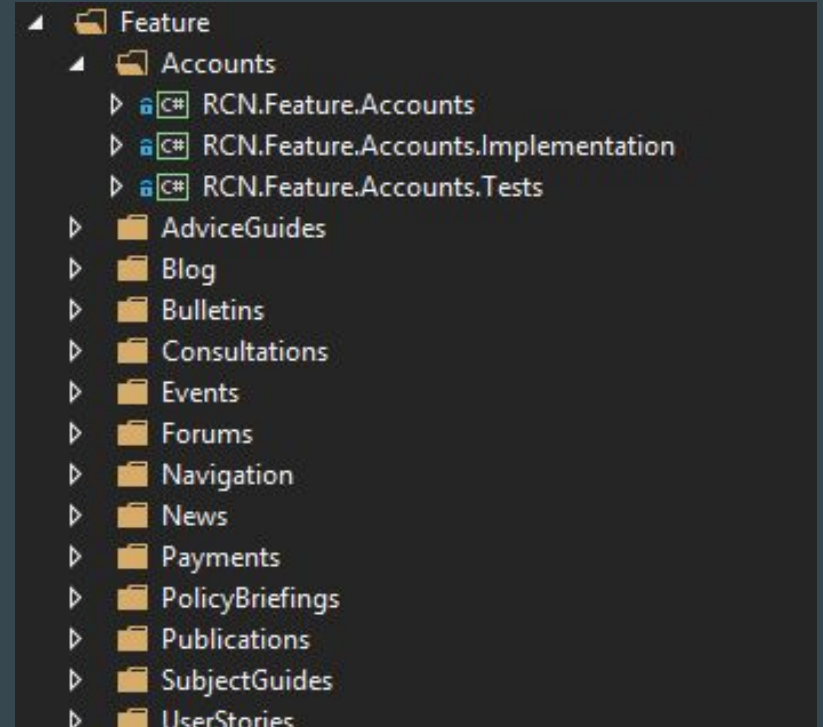 Feature
Accounts
C# RCN.Feature.Accounts
C# RCN.Feature.Accounts.Implementation
C# RCN.Feature.Accounts.Tests
AdviceGuides
Blog
Bulletins
Consultations
Events
Forums
Navigation
News
Payments
PolicyBriefings
Publications
SubjectGuides
UserStories